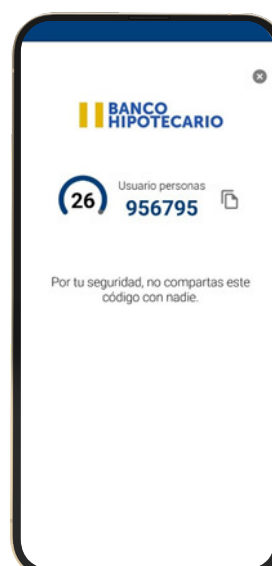 BANCO
HIPOTECARIO
26
Usuario personas
956795
Por tu seguridad, no compartas este
código con nadie.